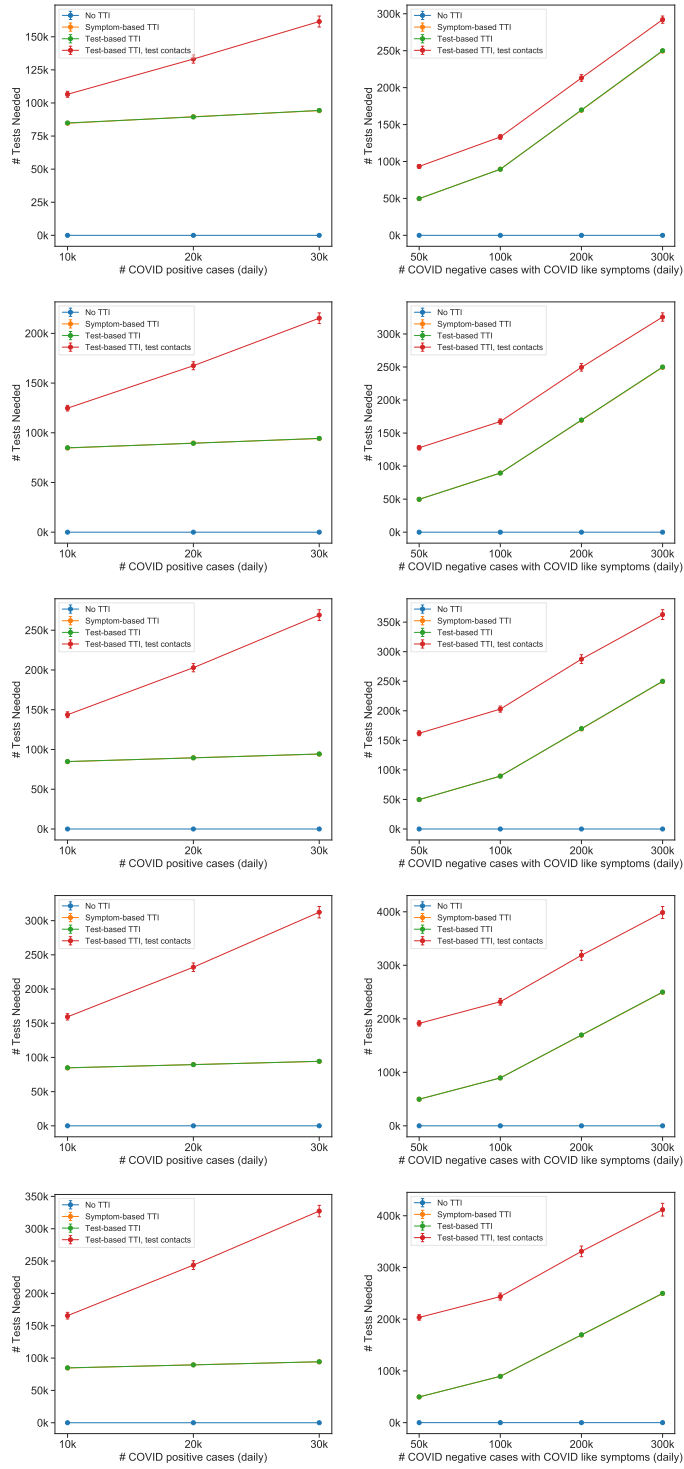 No TTI
Symptom-based TTI
Test-based TTI
Test-based TTI, test contacts
# Tests Needed
150k
125k
100k
75k
50k
25k
0k
10k 20k 30k
# COVID positive cases (daily)
No TTI
Symptom-based TTI
Test-based TTI
Test-based TTI, test contacts
# Tests Needed
300k
250k
200k
150k
100k
50k
0k
50k 100k 200k 300k
# COVID negative cases with COVID like symptoms (daily)
No TTI
Symptom-based TTI
Test-based TTI
Test-based TTI, test contacts
# Tests Needed
200k
150k
100k
50k
0k
10k 20k 30k
# COVID positive cases (daily)
No TTI
Symptom-based TTI
Test-based TTI
Test-based TTI, test contacts
# Tests Needed
300k
250k
200k
150k
100k
50k
0k
50k 100k 200k 300k
# COVID negative cases with COVID like symptoms (daily)
No TTI
Symptom-based TTI
Test-based TTI
Test-based TTI, test contacts
# Tests Needed
250k
200k
150k
100k
50k
0k
10k 20k 30k
# COVID positive cases (daily)
No TTI
Symptom-based TTI
Test-based TTI
Test-based TTI, test contacts
# Tests Needed
350k
300k
250k
200k
150k
100k
50k
0k
50k 100k 200k 300k
# COVID negative cases with COVID like symptoms (daily)
No TTI
Symptom-based TTI
Test-based TTI
Test-based TTI, test contacts
# Tests Needed
300k
250k
200k
150k
100k
50k
0k
10k 20k 30k
# COVID positive cases (daily)
No TTI
Symptom-based TTI
Test-based TTI
Test-based TTI, test contacts
# Tests Needed
400k
300k
200k
100k
0k
50k 100k 200k 300k
# COVID negative cases with COVID like symptoms (daily)
No TTI
Symptom-based TTI
Test-based TTI
Test-based TTI, test contacts
# Tests Needed
350k
300k
250k
200k
150k
100k
50k
0k
10k 20k 30k
# COVID positive cases (daily)
No TTI
Symptom-based TTI
Test-based TTI
Test-based TTI, test contacts
# Tests Needed
400k
300k
200k
100k
0k
50k 100k 200k 300k
# COVID negative cases with COVID like symptoms (daily)